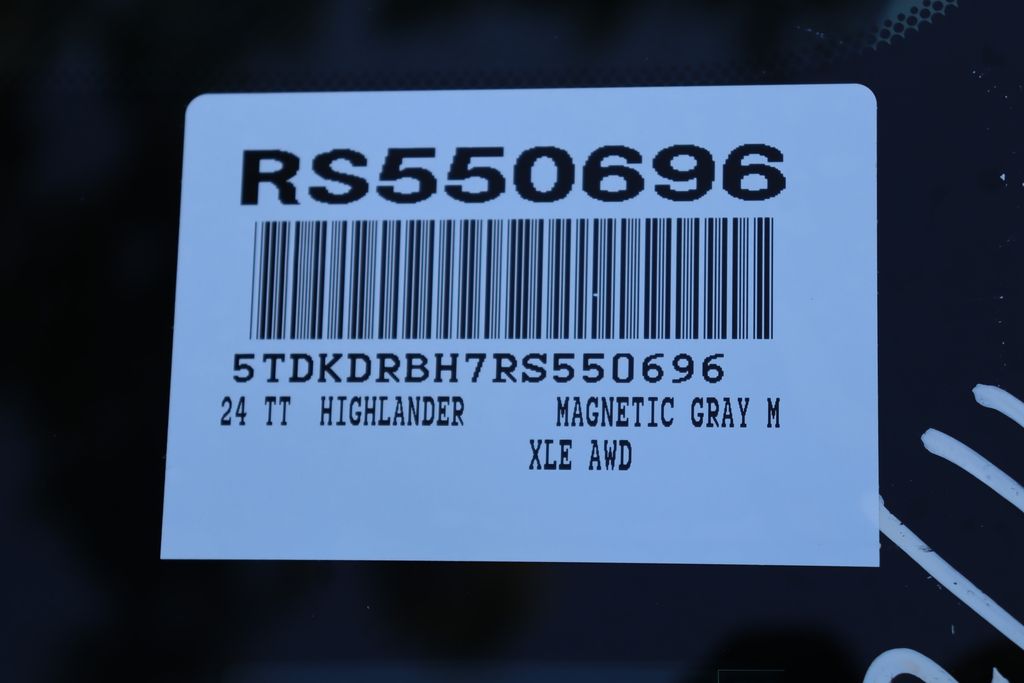 RS550696
5TDKDRBH7RS550696
24 TT HIGHLANDER MAGNETIC GRAY M
XLE AWD